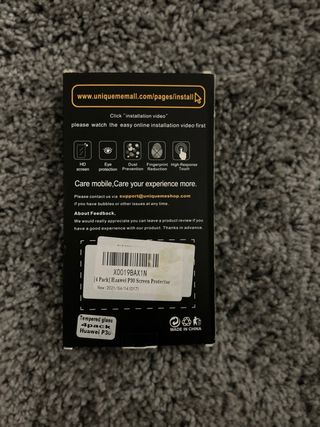 www.uniquememall.com/pages/install
Click "installation video"
please watch the easy online installation video first
HD screen
Eye protection
Dust Prevention
Fingerprint Reduction
High Response Touch
Care mobile,Care your experience more.
Please contact us via support@uniquemeshop.com
if you have bubbles or other issues at any time.
About Feedback.
We would really appreciate you can leave a product review if you
have a good experience with our product. Thanks in advance.
X0019BAX1N
[4 Pack] Huawei P30 Screen Protector
Tempered glass
4pack
Huawei P30
MADE IN CHINA